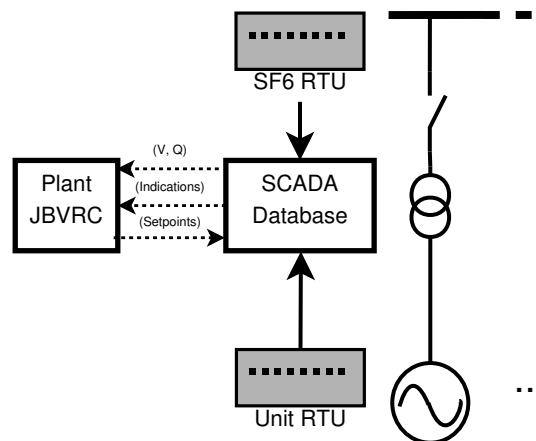 SF6 RTU
(V, Q)
(Indications)
(Setpoints)
Plant
JBVRC
SCADA
Database
Unit RTU